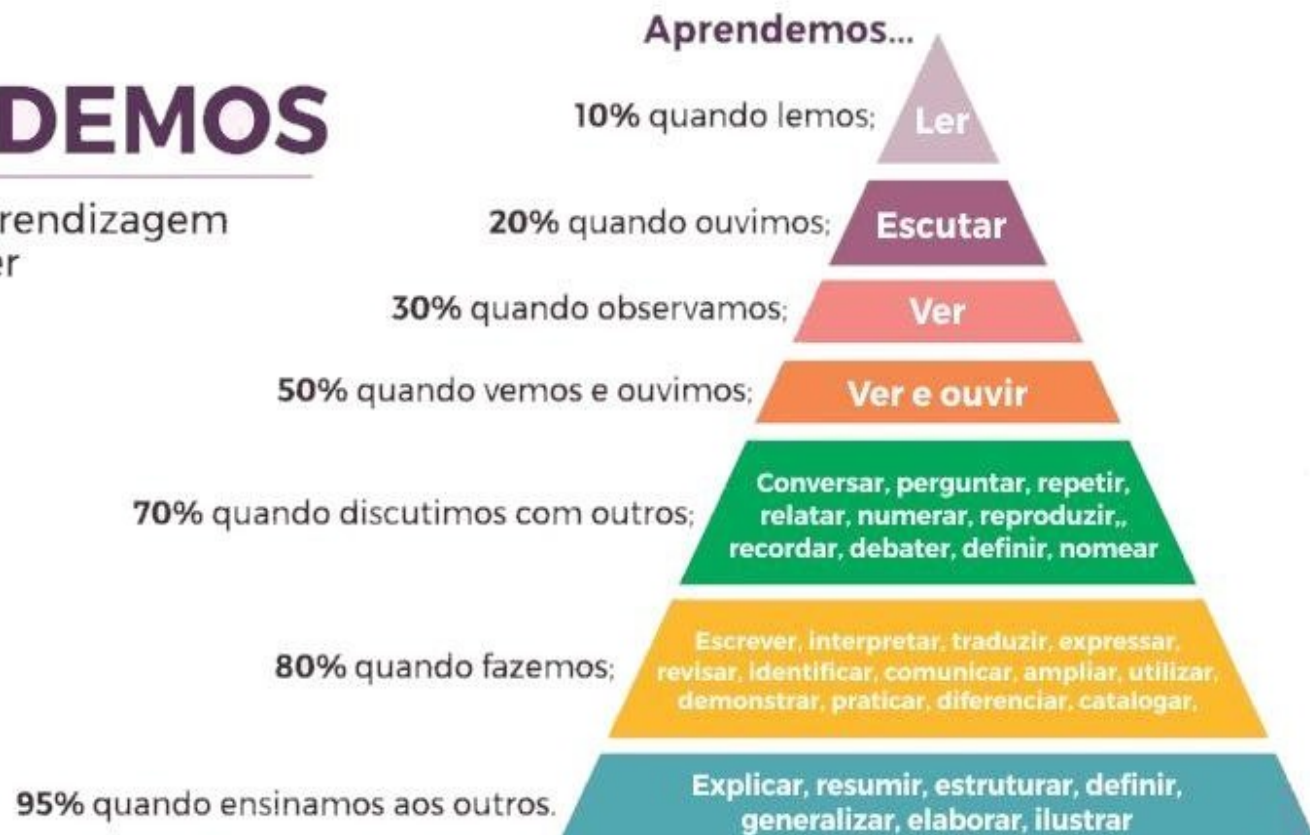 DEMOS
rendizagem
er
Aprendemos...
10% quando lemos;
Ler
20% quando ouvimos;
Escutar
30% quando observamos;
Ver
50% quando vemos e ouvimos;
Ver e ouvir
70% quando discutimos com outros;
Conversar, perguntar, repetir,
relatar, numerar, reproduzir,,
recordar, debater, definir, nomear
80% quando fazemos;
Escrever, interpretar, traduzir, expressar,
revisar, identificar, comunicar, ampliar, utilizar,
demonstrar, praticar, diferenciar, catalogar.
95% quando ensinamos aos outros.
Explicar, resumir, estruturar, definir,
generalizar, elaborar, ilustrar